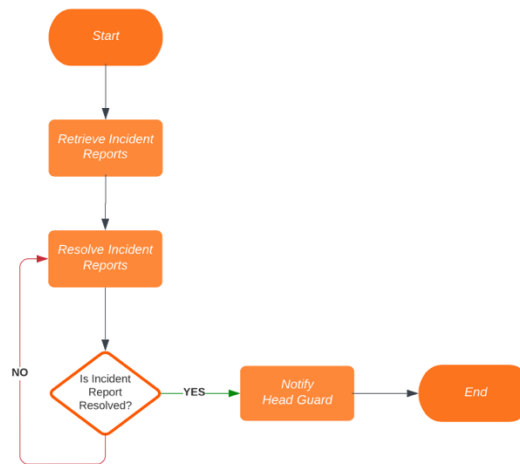 Start
Retrieve Incident
Reports
Resolve Incident
Reports
NO
Is Incident
Report
Resolved?
YES
Notify
Head Guard
End